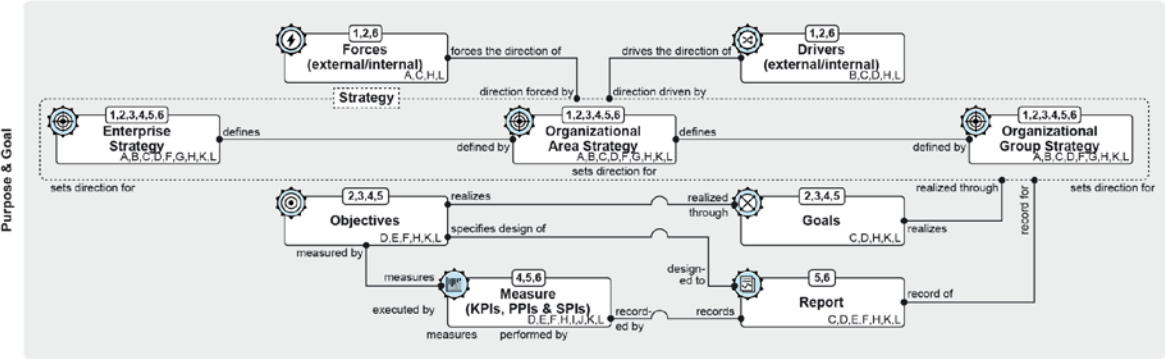 Purpose & Goal
1,2,6
Forces
(external/internal)
A,C,H,L
forces the direction of
direction forced by
1,2,6
Drivers
(external/internal)
B,C,D,H,L
drives the direction of
direction driven by
Strategy
1,2,3,4,5,6
Enterprise
Strategy
A,B,C,D,F,G,H,K,L
defines
defined by
1,2,3,4,5,6
Organizational
Area Strategy
A,B,C,D,F,G,H,K,L
defines
defined by
1,2,3,4,5,6
Organizational
Group Strategy
A,B,C,D,F,G,H,K,L
sets direction for
sets direction for
sets direction for
realized through
record for
2,3,4,5
Objectives
D,E,F,H,K,L
realizes
realized
through
specifies design of
design-
ed to
measured by
2,3,4,5
Goals
C,D,H,K,L
realizes
measures
executed by
4,5,6
Measure
(KPIs, PPIs & SPIs)
D,E,F,H,I,J,K,L
measures
performed by
record-
ed by
records
5,6
Report
C,D,E,F,H,K,L
record of